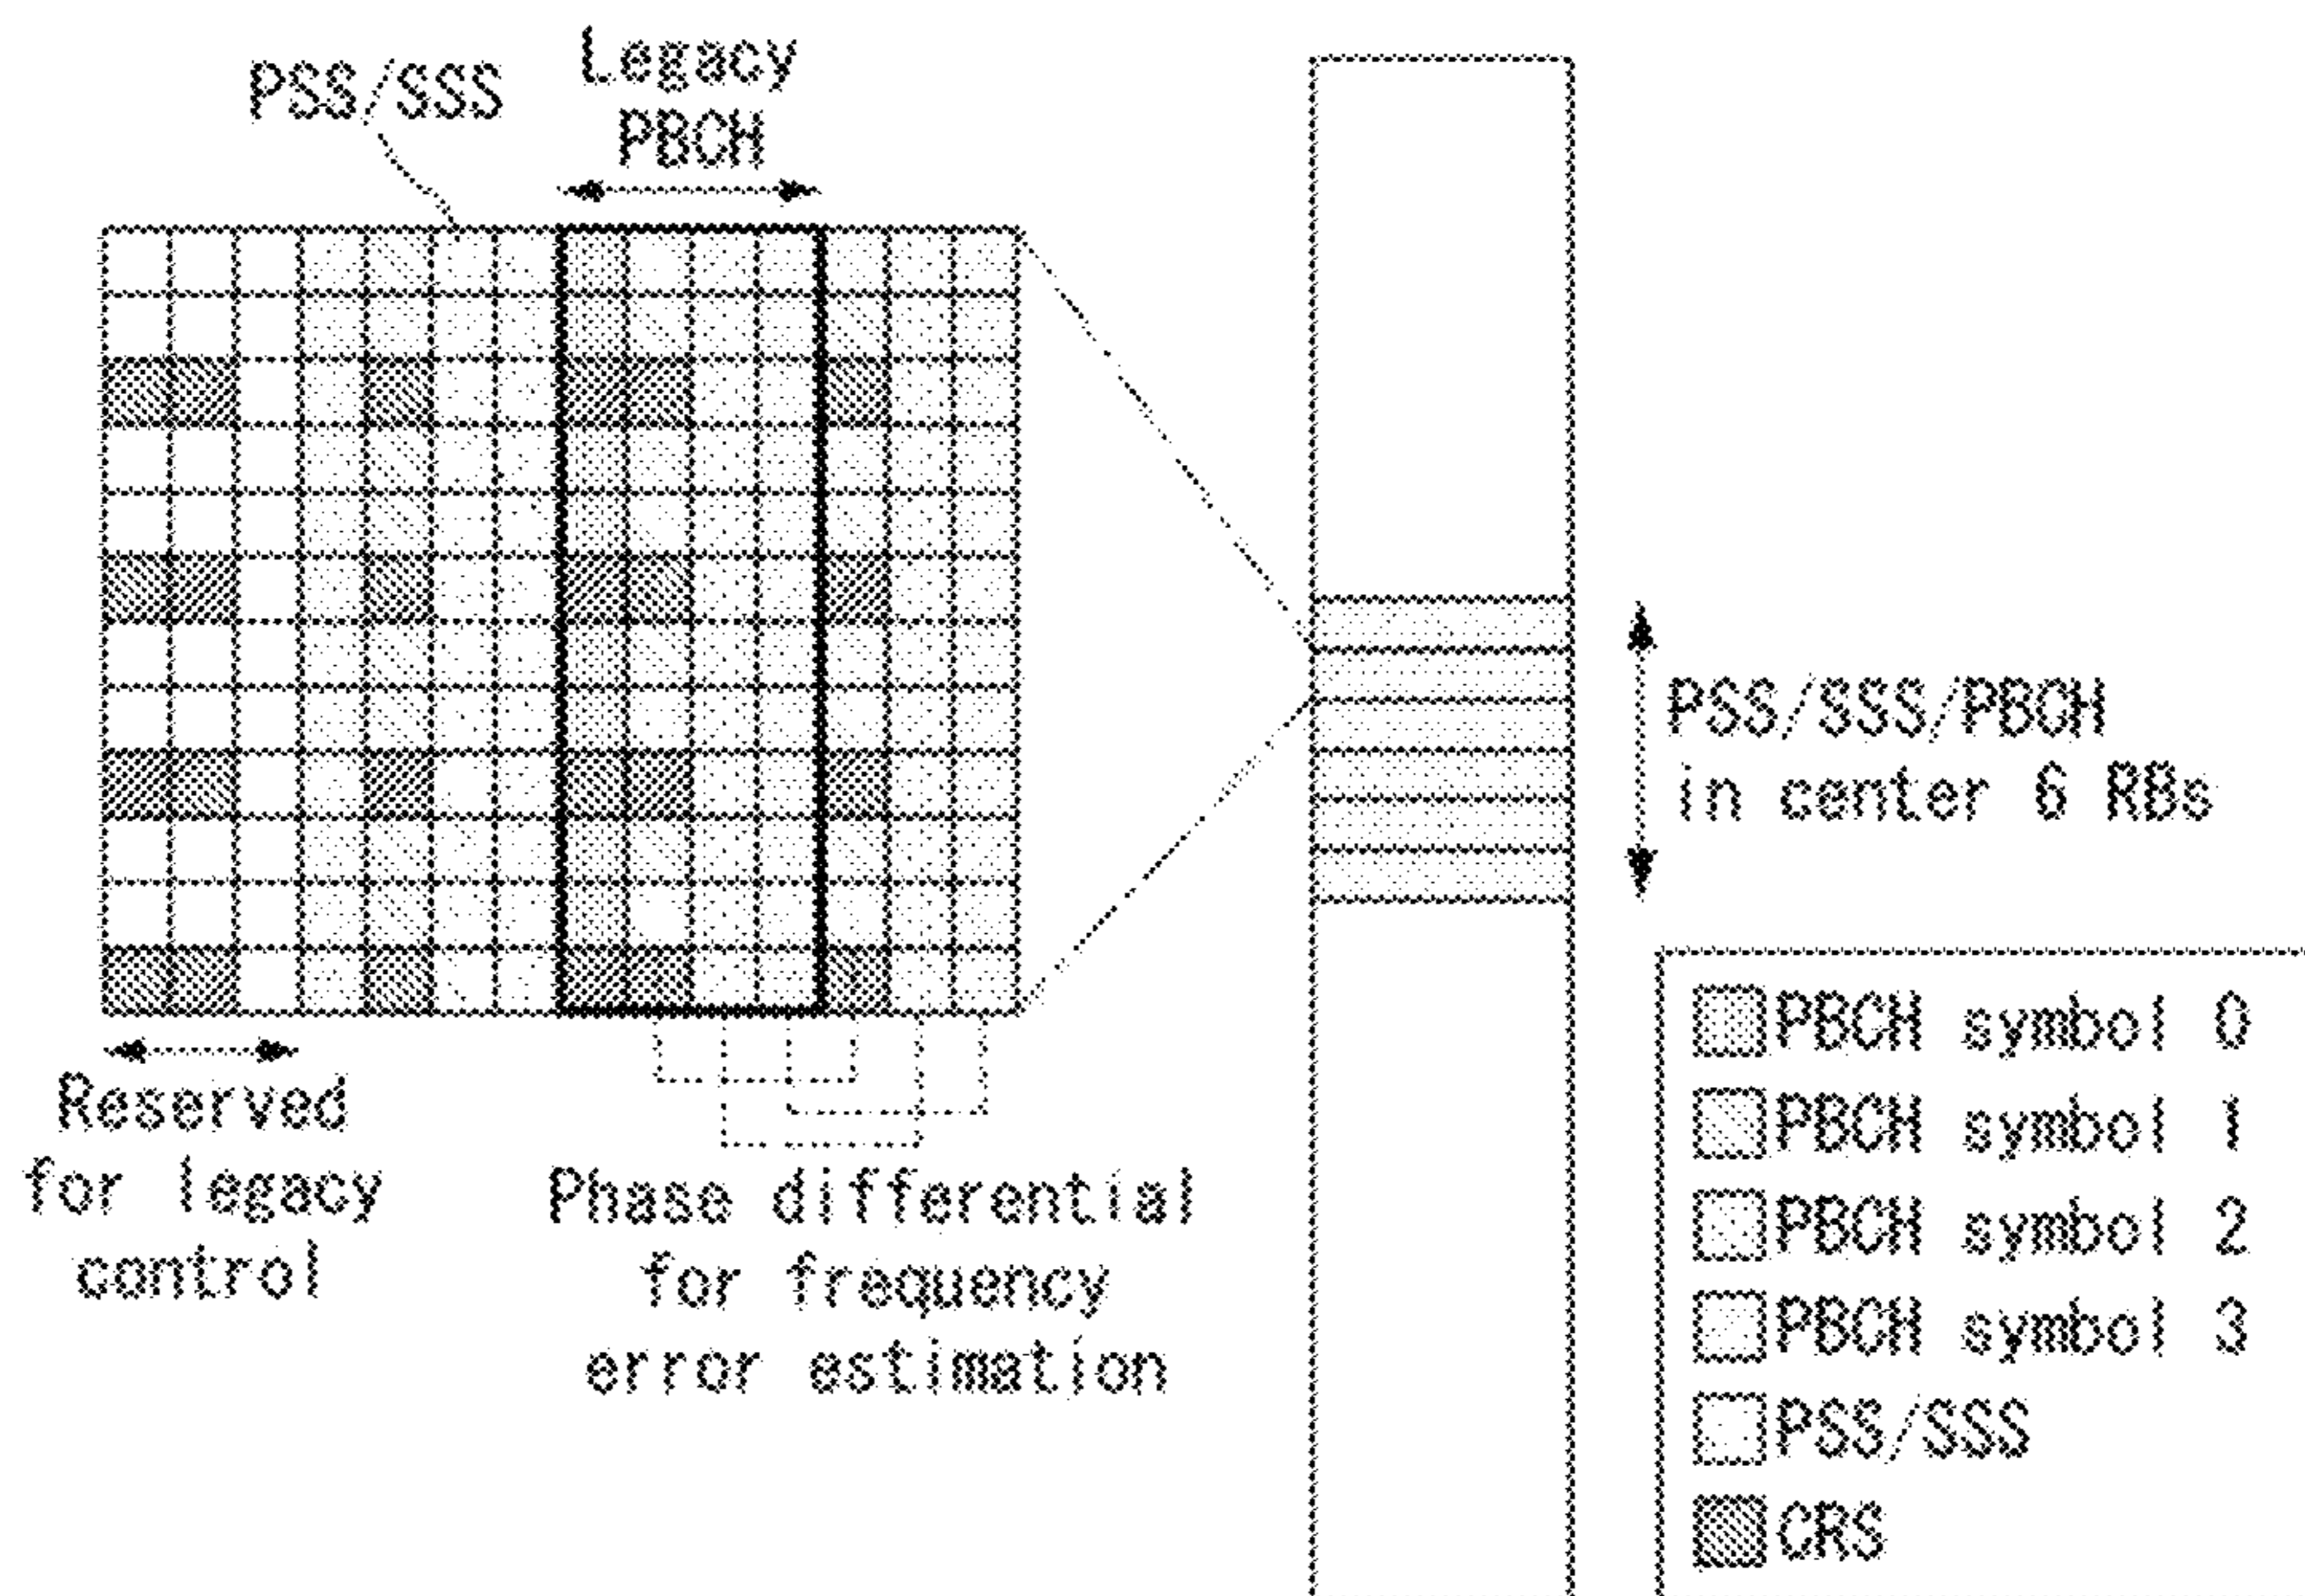 PSS/SSS
Legacy
PBCH
PSS/SSS/PBCH
in center 6 RBs
Reserved
for legacy
control
Phase differential
for frequency
error estimation
PBCH symbol 0
PBCH symbol 1
PBCH symbol 2
PBCH symbol 3
PSS/SSS
CRS